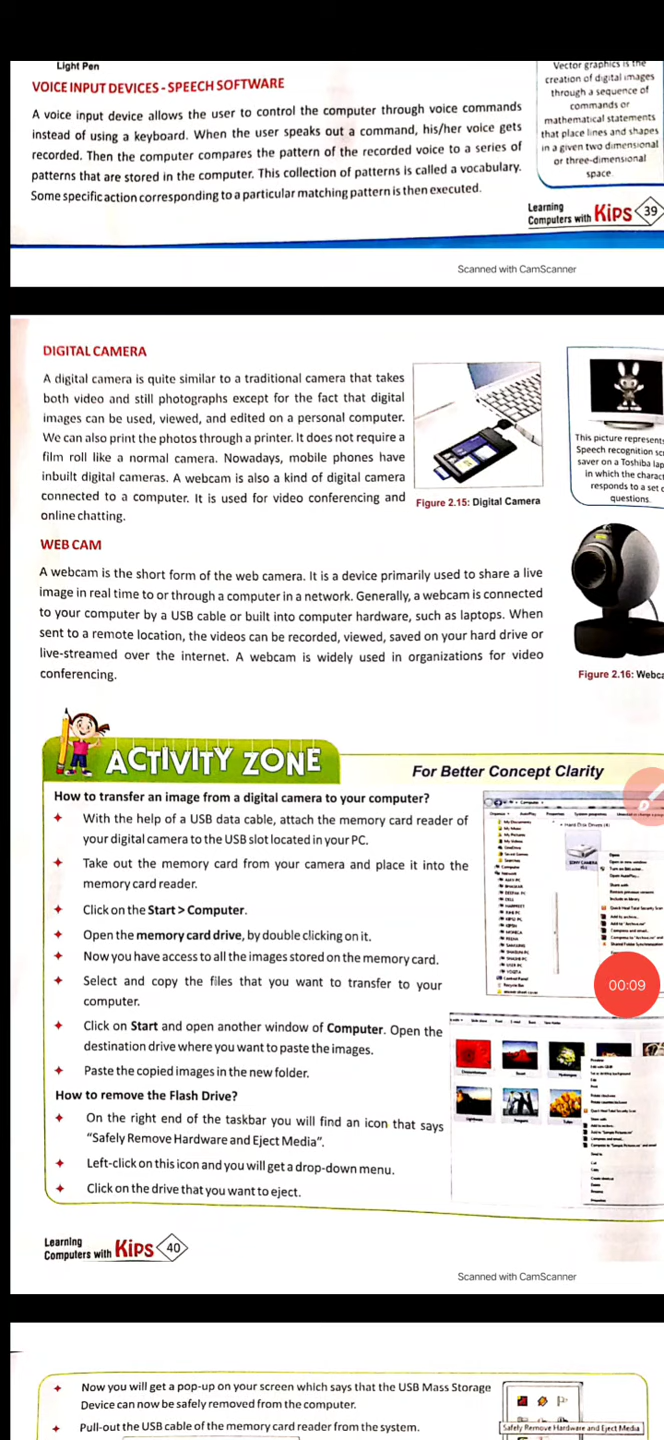 Light Pen
VOICE INPUT DEVICES - SPEECH SOFTWARE
A voice input device allows the user to control the computer through voice commands
instead of using a keyboard. When the user speaks out a command, his/her voice gets
recorded. Then the computer compares the pattern of the recorded voice to a series of
patterns that are stored in the computer. This collection of patterns is called a vocabulary.
Some specific action corresponding to a particular matching pattern is then executed.
Vector graphics is the
creation of digital images
through a sequence of
commands or
mathematical statements
that place lines and shapes
in a given two dimensional
or three-dimensional
space.
Learning
Computers with Kips 39
Scanned with CamScanner
DIGITAL CAMERA
A digital camera is quite similar to a traditional camera that takes
both video and still photographs except for the fact that digital
images can be used, viewed, and edited on a personal computer.
We can also print the photos through a printer. It does not require a
film roll like a normal camera. Nowadays, mobile phones have
inbuilt digital cameras. A webcam is also a kind of digital camera
connected to a computer. It is used for video conferencing and
online chatting.
Figure 2.15: Digital Camera
This picture represents
Speech recognition scr
saver on a Toshiba lap
in which the charact
responds to a set o
questions.
WEB CAM
A webcam is the short form of the web camera. It is a device primarily used to share a live
image in real time to or through a computer in a network. Generally, a webcam is connected
to your computer by a USB cable or built into computer hardware, such as laptops. When
sent to a remote location, the videos can be recorded, viewed, saved on your hard drive or
live-streamed over the internet. A webcam is widely used in organizations for video
conferencing.
Figure 2.16: Webca
ACTIVITY ZONE
For Better Concept Clarity
How to transfer an image from a digital camera to your computer?
With the help of a USB data cable, attach the memory card reader of
your digital camera to the USB slot located in your PC.
Take out the memory card from your camera and place it into the
memory card reader.
Click on the Start > Computer.
Open the memory card drive, by double clicking on it.
Now you have access to all the images stored on the memory card.
Select and copy the files that you want to transfer to your
computer.
Click on Start and open another window of Computer. Open the
destination drive where you want to paste the images.
Paste the copied images in the new folder.
How to remove the Flash Drive?
On the right end of the taskbar you will find an icon that says
"Safely Remove Hardware and Eject Media".
Left-click on this icon and you will get a drop-down menu.
Click on the drive that you want to eject.
00:09
Learning
Computers with Kips 40
Scanned with CamScanner
Now you will get a pop-up on your screen which says that the USB Mass Storage
Device can now be safely removed from the computer.
Pull-out the USB cable of the memory card reader from the system.
Safely Remove Hardware and Eject Media